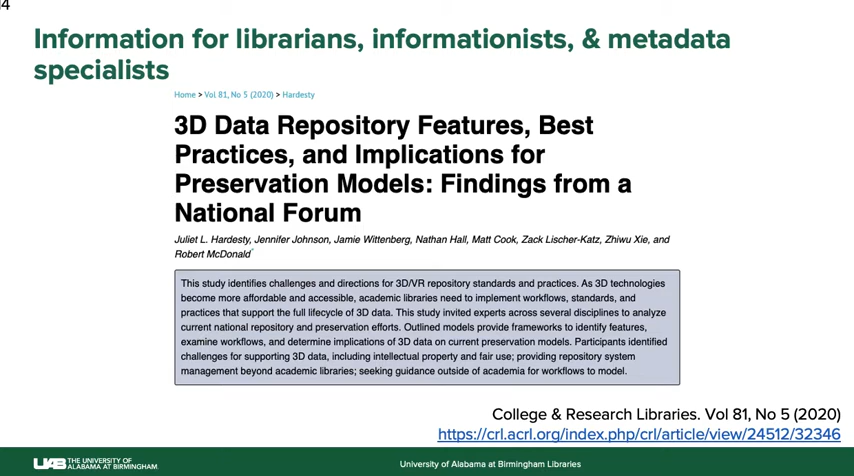 14
Information for librarians, informationists, & metadata
specialists
Home > Vol 81, No 5 (2020) > Hardesty
3D Data Repository Features, Best
Practices, and Implications for
Preservation Models: Findings from a
National Forum
Juliet L. Hardesty, Jennifer Johnson, Jamie Wittenberg, Nathan Hall, Matt Cook, Zack Lischer-Katz, Zhiwu Xie, and
Robert McDonald*
This study identifies challenges and directions for 3D/VR repository standards and practices. As 3D technologies
become more affordable and accessible, academic libraries need to implement workflows, standards, and
practices that support the full lifecycle of 3D data. This study invited experts across several disciplines to analyze
current national repository and preservation efforts. Outlined models provide frameworks to identify features,
examine workflows, and determine implications of 3D data on current preservation models. Participants identified
challenges for supporting 3D data, including intellectual property and fair use; providing repository system
management beyond academic libraries; seeking guidance outside of academia for workflows to model.
College & Research Libraries. Vol 81, No 5 (2020)
https://crl.acrl.org/index.php/crl/article/view/24512/32346
UAB THE UNIVERSITY OF
ALABAMA AT BIRMINGHAM
University of Alabama at Birmingham Libraries